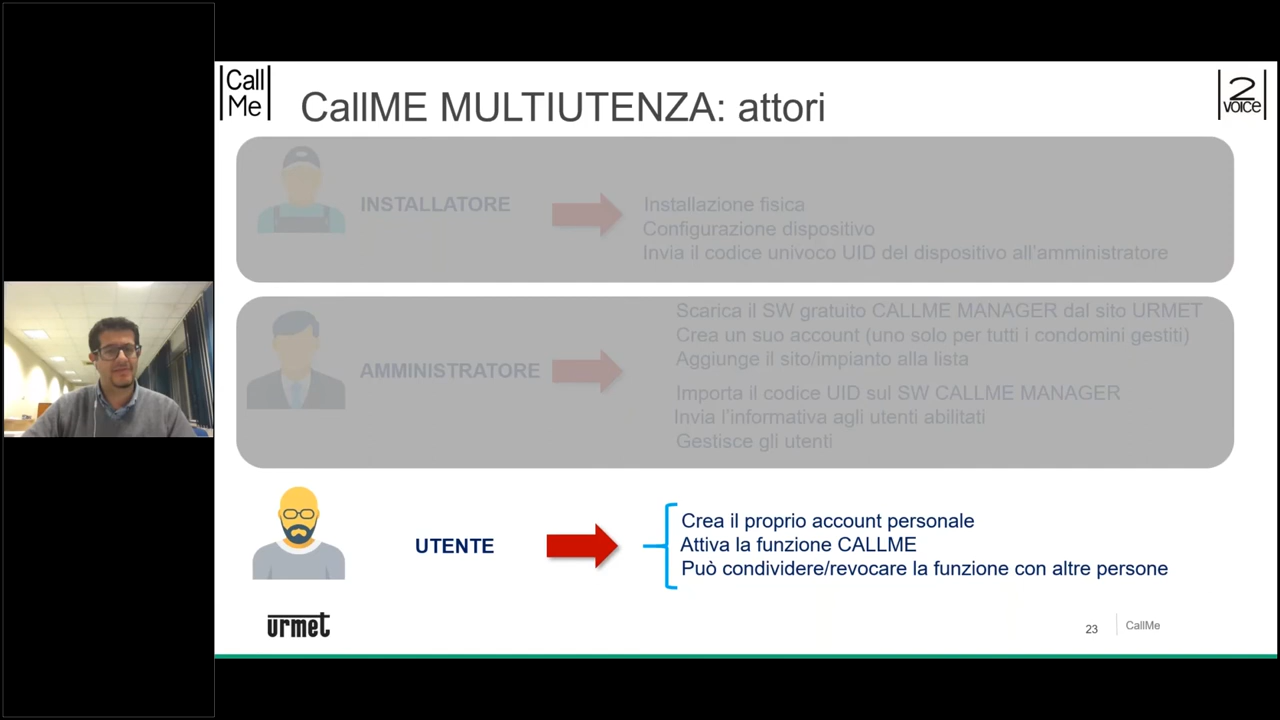 Call
Me
CallME MULTIUTENZA: attori
2
VOICE
INSTALLATORE
Installazione fisica
Configurazione dispositivo
Invia il codice univoco UID del dispositivo all'amministratore
AMMINISTRATORE
Scarica il SW gratuito CALLME MANAGER dal sito URMET
Crea un suo account (uno solo per tutti i condomini gestiti)
Aggiunge il sito/impianto alla lista
Importa il codice UID sul SW CALLME MANAGER
Invia l'informativa agli utenti abilitati
Gestisce gli utenti
UTENTE
Crea il proprio account personale
Attiva la funzione CALLME
Può condividere/revocare la funzione con altre persone
urmet
23
CallMe